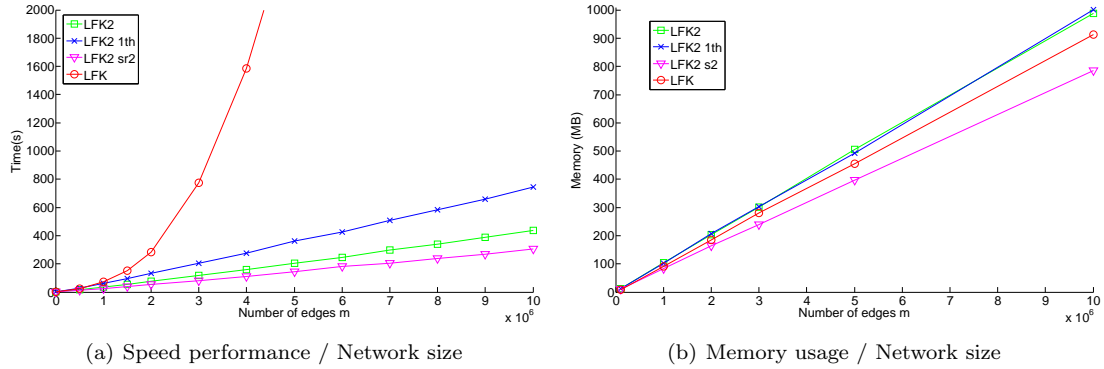 2000
1800
1600
1400
1200
1000
800
600
400
200
0
Time(s)
LFK2
LFK2 1th
LFK2 sr2
LFK
0 1 2 3 4 5 6 7 8 9 10
Number of edges m
x 10^6
(a) Speed performance / Network size
1000
900
800
700
600
500
400
300
200
100
0
Memory (MB)
LFK2
LFK2 1th
LFK2 s2
LFK
0 1 2 3 4 5 6 7 8 9 10
Number of edges m
x 10^6
(b) Memory usage / Network size